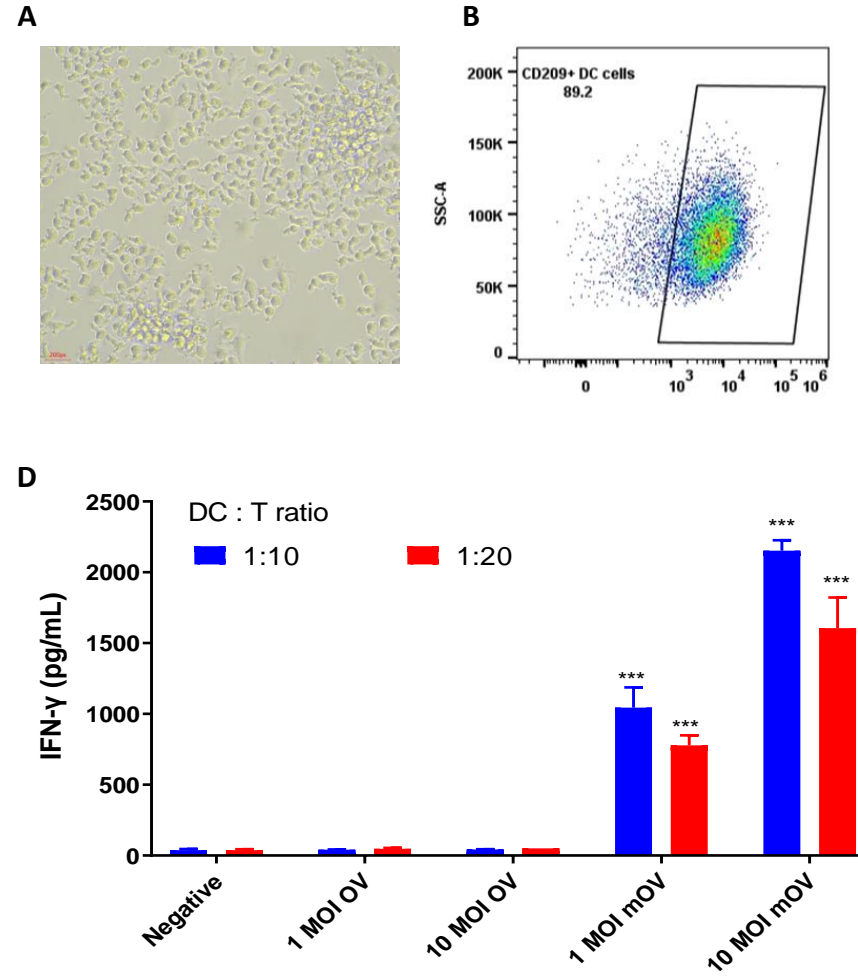 A
B
CD209+ DC cells
89.2
200K
150K
100K
50K
0
SSC-A
0 10³ 10⁴ 10⁵ 10⁶
D
DC : T ratio
1:10 1:20
IFN-γ (pg/mL)
2500
2000
1500
1000
500
0
*** *** *** ***
Negative
1 MOI OV
10 MOI OV
1 MOI mOV
10 MOI mOV